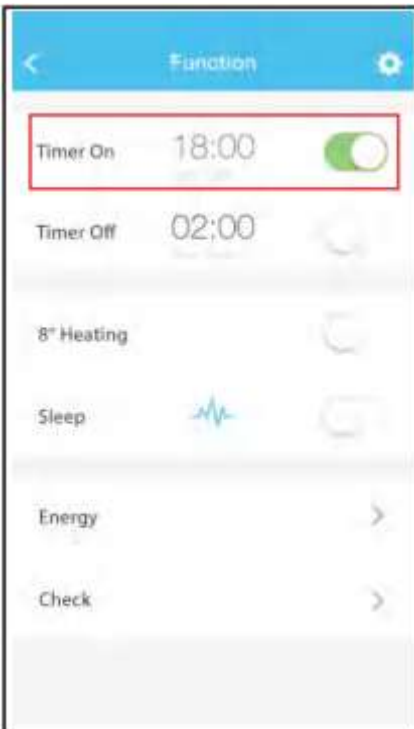 Function
Timer On 18:00
Timer Off 02:00
8° Heating
Sleep
Energy
Check